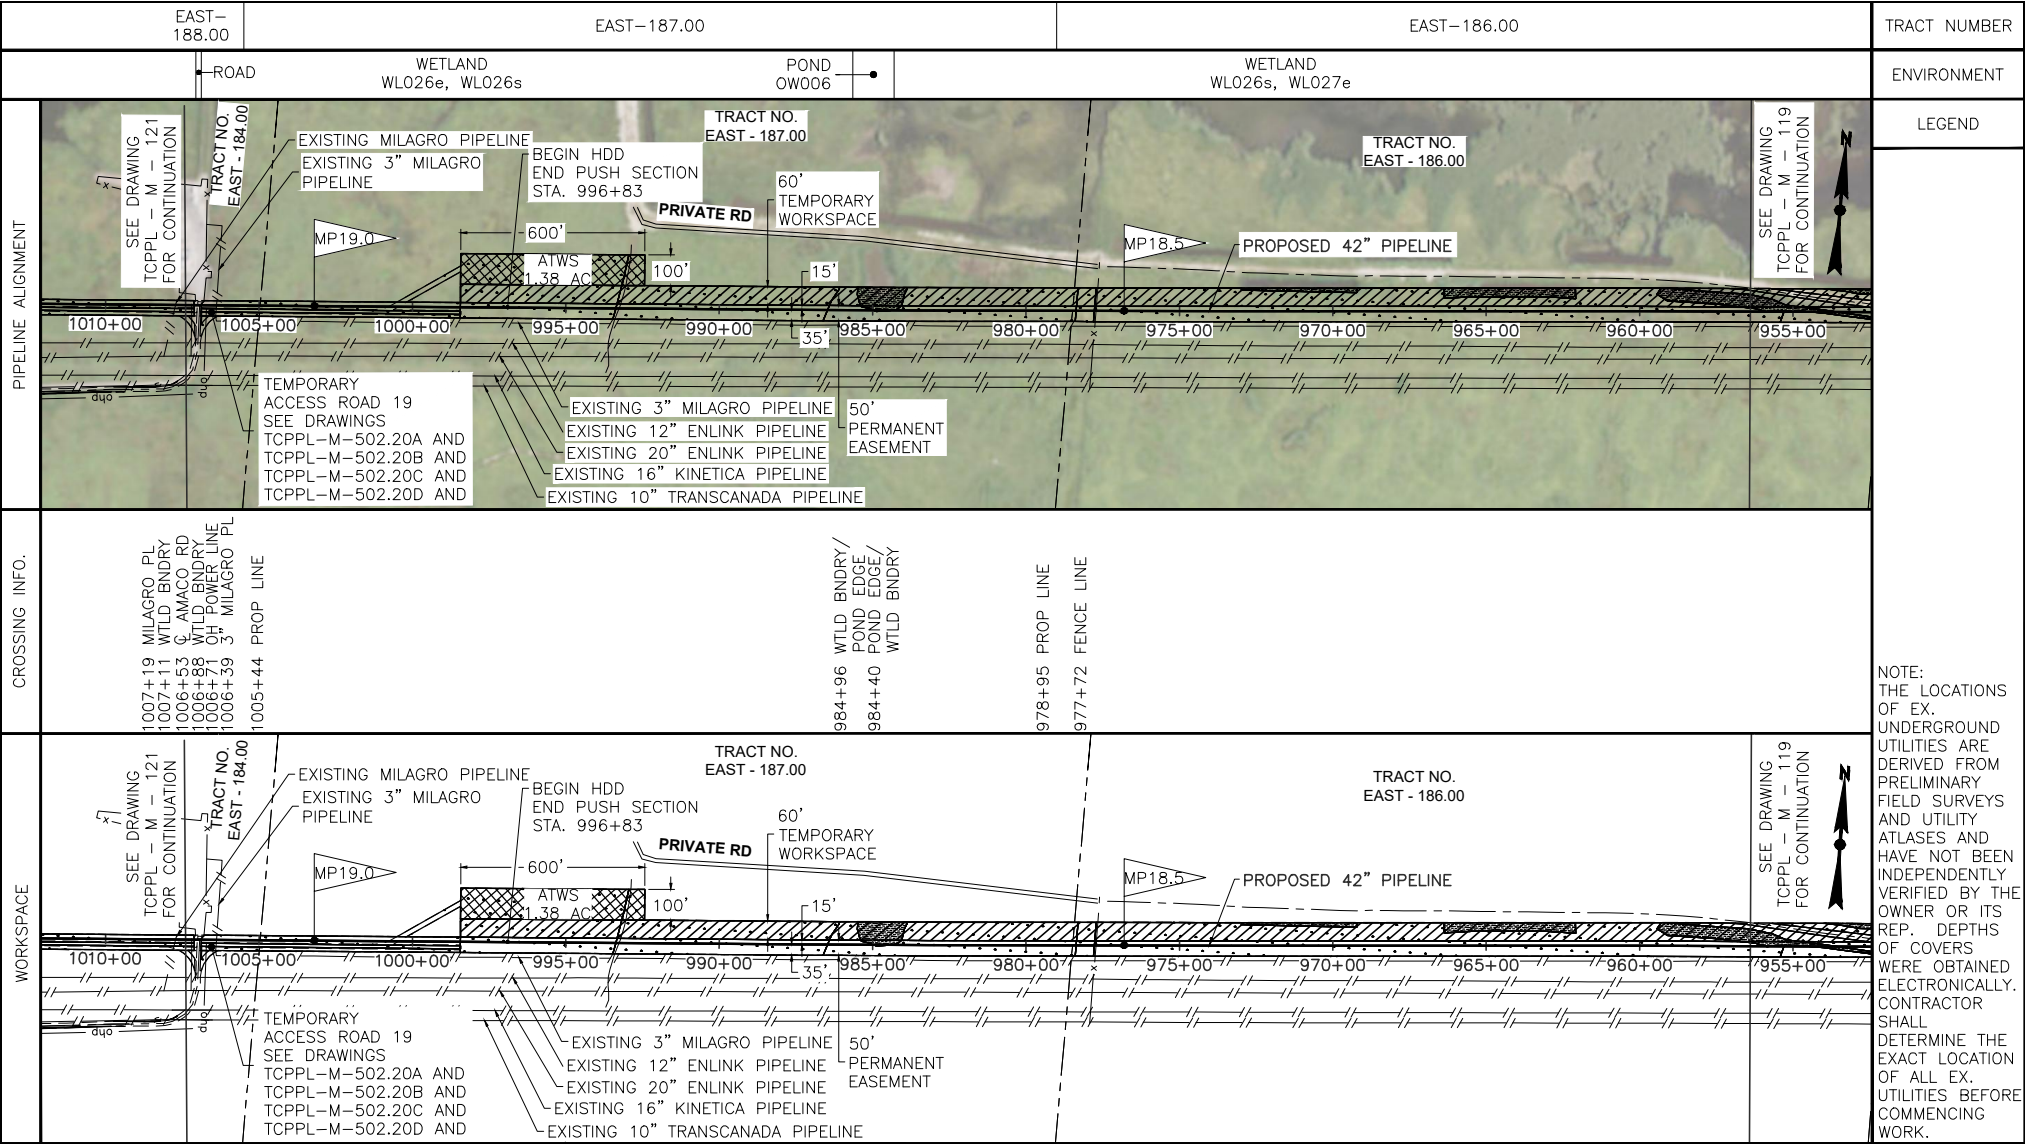 EAST-
188.00
EAST-187.00
EAST-186.00
TRACT NUMBER
ROAD
WETLAND
WL026e, WL026s
POND
OW006
WETLAND
WL026s, WL027e
ENVIRONMENT
LEGEND
PIPELINE ALIGNMENT
SEE DRAWING
TCPPL - M - 121
FOR CONTINUATION
TRACT NO.
EAST - 184.00
EXISTING MILAGRO PIPELINE
EXISTING 3" MILAGRO
PIPELINE
MP19.0
BEGIN HDD
END PUSH SECTION
STA. 996+83
600'
ATWS
1.38 AC
100'
TRACT NO.
EAST - 187.00
PRIVATE RD
60'
TEMPORARY
WORKSPACE
15'
35'
MP18.5
PROPOSED 42" PIPELINE
TRACT NO.
EAST - 186.00
SEE DRAWING
TCPPL - M - 119
FOR CONTINUATION
N
1010+00
1005+00
1000+00
995+00
990+00
985+00
980+00
975+00
970+00
965+00
960+00
955+00
x
x
x
x
ohp
ohp
TEMPORARY
ACCESS ROAD 19
SEE DRAWINGS
TCPPL-M-502.20A AND
TCPPL-M-502.20B AND
TCPPL-M-502.20C AND
TCPPL-M-502.20D AND
EXISTING 3" MILAGRO PIPELINE
EXISTING 12" ENLINK PIPELINE
EXISTING 20" ENLINK PIPELINE
EXISTING 16" KINETICA PIPELINE
EXISTING 10" TRANSCANADA PIPELINE
50'
PERMANENT
EASEMENT
CROSSING INFO.
1007+19 MILAGRO PL
1007+11 WTLD BNDRY
1006+53 ℄ AMACO RD
1006+88 WTLD BNDRY
1006+71 OH POWER LINE
1006+39 3" MILAGRO PL
1005+44 PROP LINE
984+96 WTLD BNDRY/
POND EDGE
984+40 POND EDGE/
WTLD BNDRY
978+95 PROP LINE
977+72 FENCE LINE
WORKSPACE
SEE DRAWING
TCPPL - M - 121
FOR CONTINUATION
TRACT NO.
EAST - 184.00
EXISTING MILAGRO PIPELINE
EXISTING 3" MILAGRO
PIPELINE
MP19.0
BEGIN HDD
END PUSH SECTION
STA. 996+83
600'
ATWS
1.38 AC
100'
TRACT NO.
EAST - 187.00
PRIVATE RD
60'
TEMPORARY
WORKSPACE
15'
35'
MP18.5
PROPOSED 42" PIPELINE
TRACT NO.
EAST - 186.00
SEE DRAWING
TCPPL - M - 119
FOR CONTINUATION
N
1010+00
1005+00
1000+00
995+00
990+00
985+00
980+00
975+00
970+00
965+00
960+00
955+00
x
x
x
x
ohp
ohp
TEMPORARY
ACCESS ROAD 19
SEE DRAWINGS
TCPPL-M-502.20A AND
TCPPL-M-502.20B AND
TCPPL-M-502.20C AND
TCPPL-M-502.20D AND
EXISTING 3" MILAGRO PIPELINE
EXISTING 12" ENLINK PIPELINE
EXISTING 20" ENLINK PIPELINE
EXISTING 16" KINETICA PIPELINE
EXISTING 10" TRANSCANADA PIPELINE
50'
PERMANENT
EASEMENT
NOTE:
THE LOCATIONS
OF EX.
UNDERGROUND
UTILITIES ARE
DERIVED FROM
PRELIMINARY
FIELD SURVEYS
AND UTILITY
ATLASES AND
HAVE NOT BEEN
INDEPENDENTLY
VERIFIED BY THE
OWNER OR ITS
REP. DEPTHS
OF COVERS
WERE OBTAINED
ELECTRONICALLY.
CONTRACTOR
SHALL
DETERMINE THE
EXACT LOCATION
OF ALL EX.
UTILITIES BEFORE
COMMENCING
WORK.